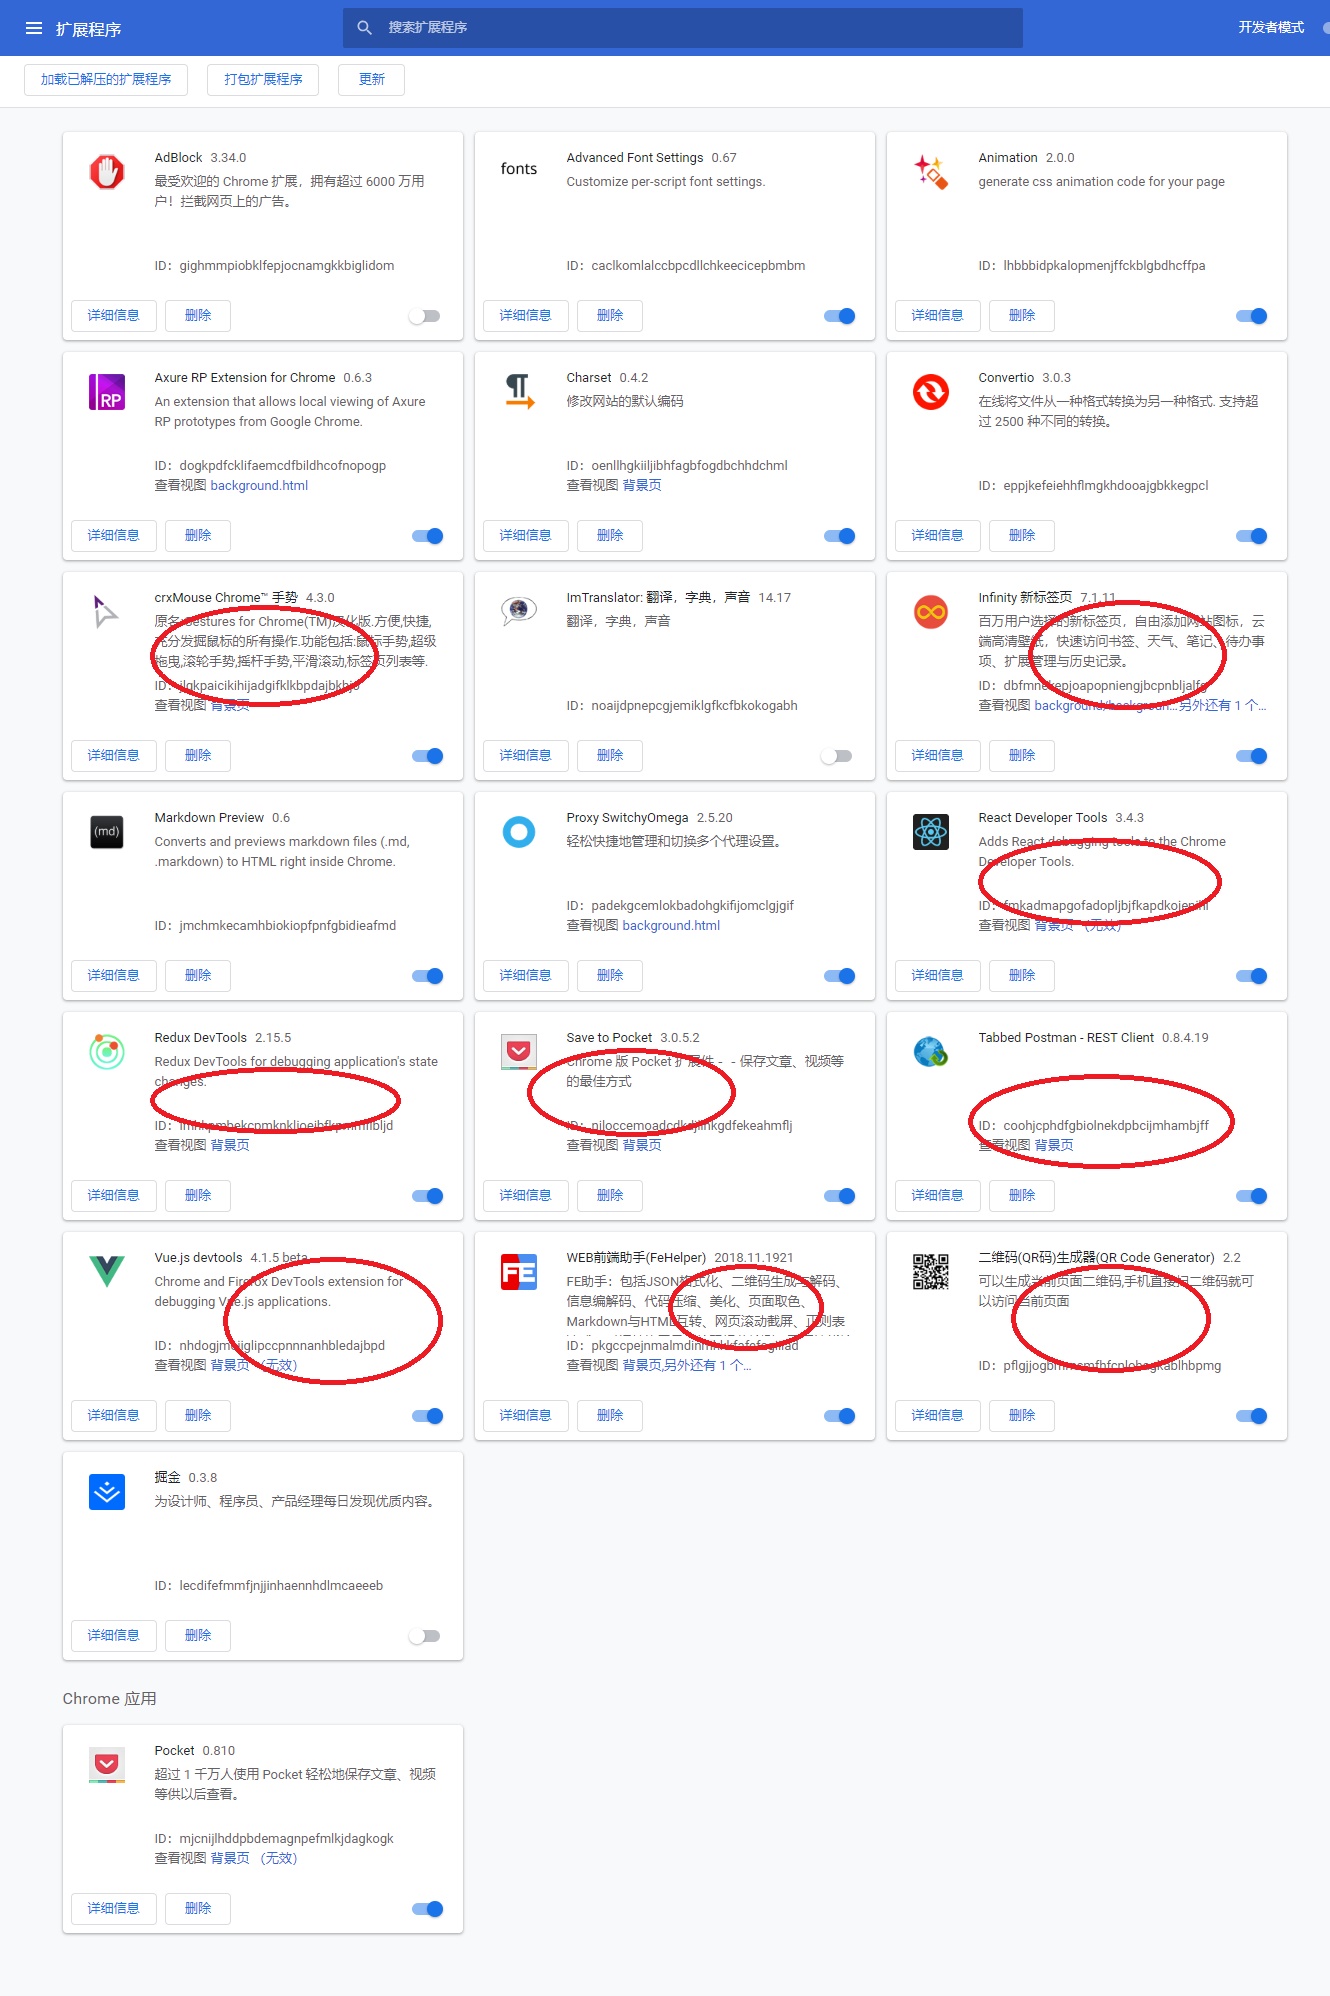 扩展程序
搜索扩展程序
开发者模式
加载已解压的扩展程序
打包扩展程序
更新
AdBlock 3.34.0
最受欢迎的 Chrome 扩展，拥有超过 6000 万用
户！拦截网页上的广告。
ID：gighmmpiobklfepjocnamgkkbiglidom
详细信息 删除
fonts
Advanced Font Settings 0.67
Customize per-script font settings.
ID：caclkomlalccbpcdllchkeecicepbmbm
详细信息 删除
Animation 2.0.0
generate css animation code for your page
ID：lhbbbidpkalopmenjffckblgbdhcffpa
详细信息 删除
RP
Axure RP Extension for Chrome 0.6.3
An extension that allows local viewing of Axure
RP prototypes from Google Chrome.
ID：dogkpdfcklifaemcdfbildhcofnopogp
查看视图 background.html
详细信息 删除
Charset 0.4.2
修改网站的默认编码
ID：oenllhgkiiljibhfagbfogdbchhdchml
查看视图 背景页
详细信息 删除
Convertio 3.0.3
在线将文件从一种格式转换为另一种格式. 支持超
过 2500 种不同的转换。
ID：eppjkefeiehhflmgkhdooajgbkkegpcl
详细信息 删除
crxMouse Chrome™ 手势 4.3.0
原名:Gestures for Chrome(TM)汉化版.方便,快捷,
充分发掘鼠标的所有操作.功能包括:鼠标手势,超级
拖曳,滚轮手势,摇杆手势,平滑滚动,标签页列表等.
ID：jlgkpaicikihijadgifklkbpdajbkhjo
查看视图 背景页
详细信息 删除
ImTranslator: 翻译，字典，声音 14.17
翻译，字典，声音
ID：noaijdpnepcgjemiklgfkcfbkokogabh
详细信息 删除
Infinity 新标签页 7.1.11
百万用户选择的新标签页，自由添加网站图标，云
端高清壁纸，快速访问书签、天气、笔记、待办事
项、扩展管理与历史记录。
ID：dbfmnekepjoapopniengjbcpnbljalfg
查看视图 background/backgroun...另外还有 1 个...
详细信息 删除
(md)
Markdown Preview 0.6
Converts and previews markdown files (.md,
.markdown) to HTML right inside Chrome.
ID：jmchmkecamhbiokiopfpnfgbidieafmd
详细信息 删除
Proxy SwitchyOmega 2.5.20
轻松快捷地管理和切换多个代理设置。
ID：padekgcemlokbadohgkifijomclgjgif
查看视图 background.html
详细信息 删除
React Developer Tools 3.4.3
Adds React debugging tools to the Chrome
Developer Tools.
ID：fmkadmapgofadopljbjfkapdkoienihi
查看视图 背景页 （无效）
详细信息 删除
Redux DevTools 2.15.5
Redux DevTools for debugging application's state
changes.
ID：lmhkpmbekcpmknklioeibfkpmmfibljd
查看视图 背景页
详细信息 删除
Save to Pocket 3.0.5.2
Chrome 版 Pocket 扩展件 - - 保存文章、视频等
的最佳方式
ID：niloccemoadcdkdjlinkgdfekeahmflj
查看视图 背景页
详细信息 删除
Tabbed Postman - REST Client 0.8.4.19
ID：coohjcphdfgbiolnekdpbcijmhambjff
查看视图 背景页
详细信息 删除
Vue.js devtools 4.1.5 beta
Chrome and Firefox DevTools extension for
debugging Vue.js applications.
ID：nhdogjmejiglipccpnnnanhbledajbpd
查看视图 背景页 （无效）
详细信息 删除
FE
WEB前端助手(FeHelper) 2018.11.1921
FE助手：包括JSON格式化、二维码生成与解码、
信息编解码、代码压缩、美化、页面取色、
Markdown与HTML互转、网页滚动截屏、正则表
ID：pkgccpejnmalmdinmhkkfafefagiiiad
查看视图 背景页,另外还有 1 个...
详细信息 删除
二维码(QR码)生成器(QR Code Generator) 2.2
可以生成当前页面二维码,手机直接扫二维码就可
以访问当前页面
详细信息 删除
掘金 0.3.8
为设计师、程序员、产品经理每日发现优质内容。
ID：lecdifefmmfjnjjinhaennhdlmcaeeeb
详细信息 删除
Chrome 应用
Pocket 0.810
超过 1 千万人使用 Pocket 轻松地保存文章、视频
等供以后查看。
ID：mjcnijlhddpbdemagnpefmlkjdagkogk
查看视图 背景页 （无效）
详细信息 删除